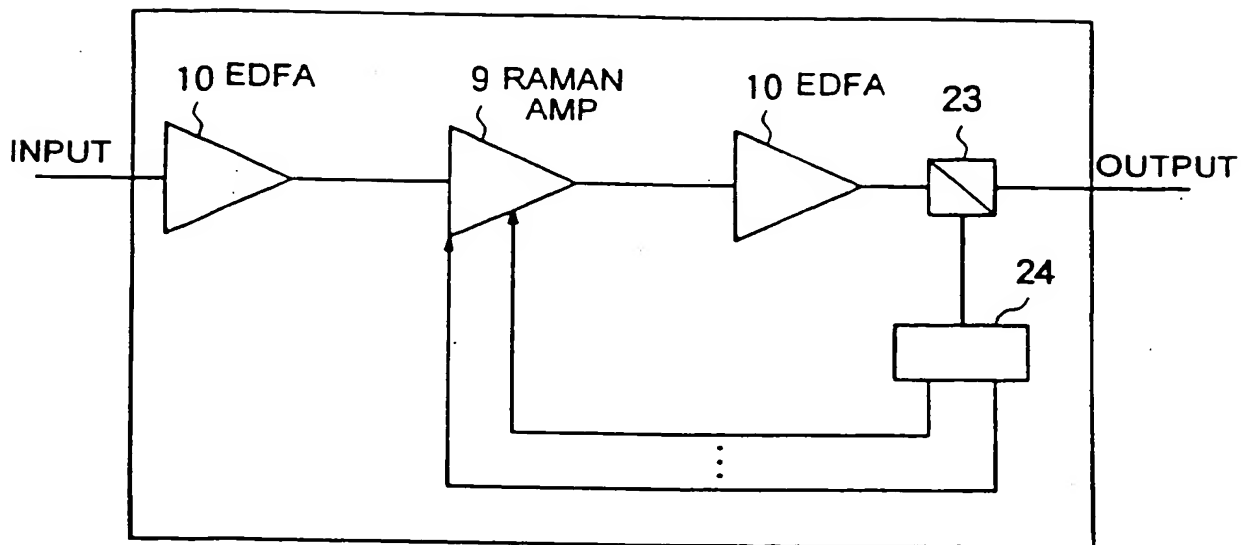 10 EDFA
9 RAMAN
AMP
10 EDFA
23
INPUT
OUTPUT
24